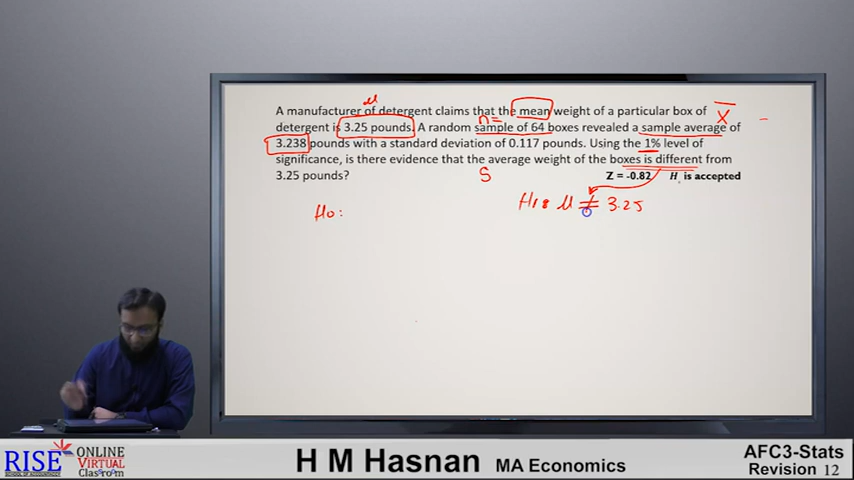 μ
A manufacturer of detergent claims that the mean weight of a particular box of
n= X̄ –
detergent is 3.25 pounds. A random sample of 64 boxes revealed a sample average of
3.238 pounds with a standard deviation of 0.117 pounds. Using the 1% level of
significance, is there evidence that the average weight of the boxes is different from
3.25 pounds? S Z = -0.82 H is accepted
H₀: H₁: μ ≠ 3.25
RISE ONLINE
SCHOOL OF ACCOUNTANCY VIRTUAL
Classroom
H M Hasnan MA Economics
AFC3-Stats
Revision 12